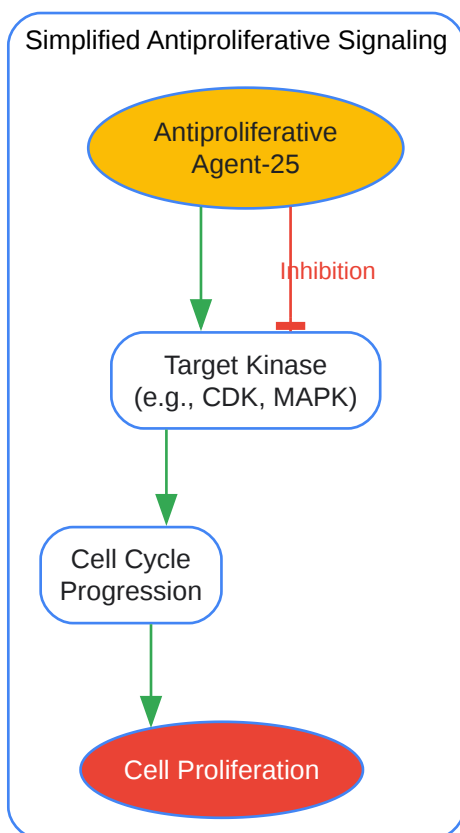 Simplified Antiproliferative Signaling
Antiproliferative
Agent-25
Inhibition
Target Kinase
(e.g., CDK, MAPK)
Cell Cycle
Progression
Cell Proliferation